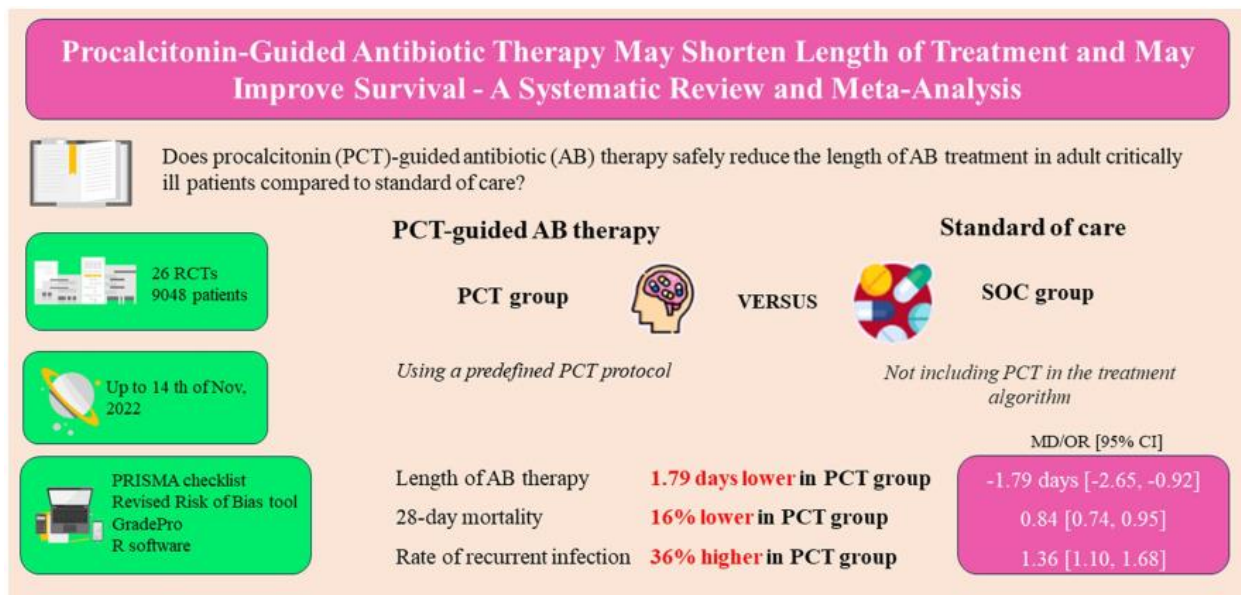 Procalcitonin-Guided Antibiotic Therapy May Shorten Length of Treatment and May
Improve Survival - A Systematic Review and Meta-Analysis
Does procalcitonin (PCT)-guided antibiotic (AB) therapy safely reduce the length of AB treatment in adult critically
ill patients compared to standard of care?
26 RCTs
9048 patients
Up to 14 th of Nov,
2022
PRISMA checklist
Revised Risk of Bias tool
GradePro
R software
PCT-guided AB therapy
Standard of care
PCT group
VERSUS
SOC group
Using a predefined PCT protocol
Not including PCT in the treatment
algorithm
MD/OR [95% CI]
Length of AB therapy 1.79 days lower in PCT group -1.79 days [-2.65, -0.92]
28-day mortality 16% lower in PCT group 0.84 [0.74, 0.95]
Rate of recurrent infection 36% higher in PCT group 1.36 [1.10, 1.68]